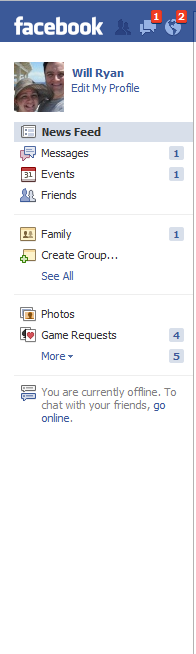 facebook
1
2
Will Ryan
Edit My Profile
News Feed
Messages 1
31
Events 1
Friends
Family 1
Create Group...
See All
Photos
Game Requests 4
More 5
You are currently offline. To
chat with your friends, go
online.